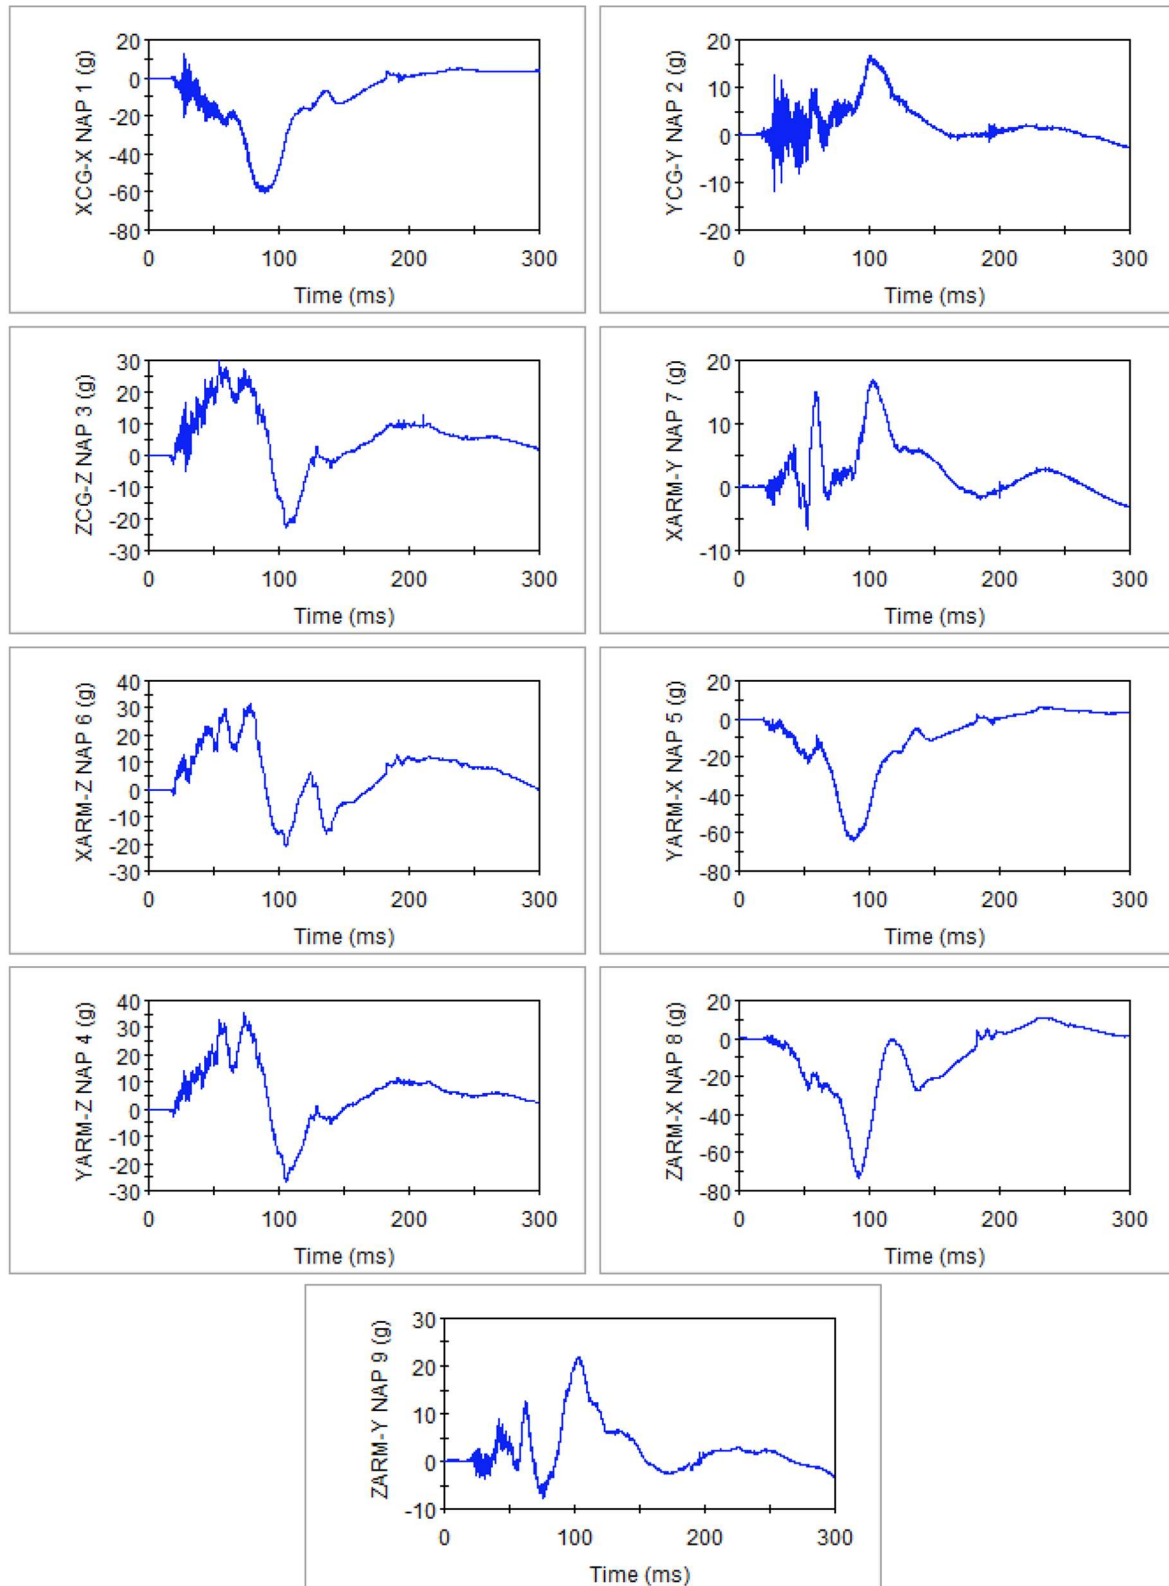 XCG-X NAP 1 (g)
20
0
-20
-40
-60
-80
0 100 200 300
Time (ms)
YCG-Y NAP 2 (g)
20
10
0
-10
-20
0 100 200 300
Time (ms)
ZCG-Z NAP 3 (g)
30
20
10
0
-10
-20
-30
0 100 200 300
Time (ms)
XARM-Y NAP 7 (g)
20
10
0
-10
0 100 200 300
Time (ms)
XARM-Z NAP 6 (g)
40
30
20
10
0
-10
-20
-30
0 100 200 300
Time (ms)
YARM-X NAP 5 (g)
20
0
-20
-40
-60
-80
0 100 200 300
Time (ms)
YARM-Z NAP 4 (g)
40
30
20
10
0
-10
-20
-30
0 100 200 300
Time (ms)
ZARM-X NAP 8 (g)
20
0
-20
-40
-60
-80
0 100 200 300
Time (ms)
ZARM-Y NAP 9 (g)
30
20
10
0
-10
0 100 200 300
Time (ms)